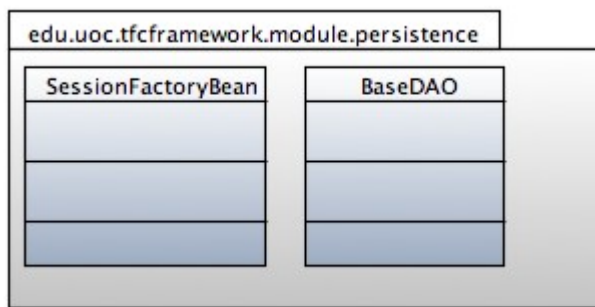 edu.uoc.tfcframework.module.persistence
SessionFactoryBean
BaseDAO